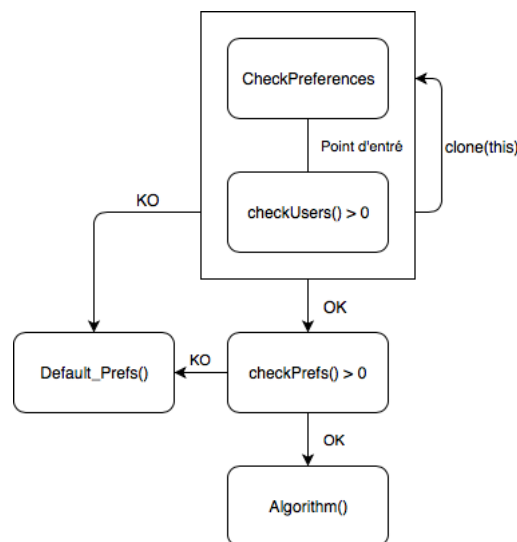 CheckPreferences
Point d'entré
clone(this)
checkUsers() > 0
KO
OK
Default_Prefs()
KO
checkPrefs() > 0
OK
Algorithm()